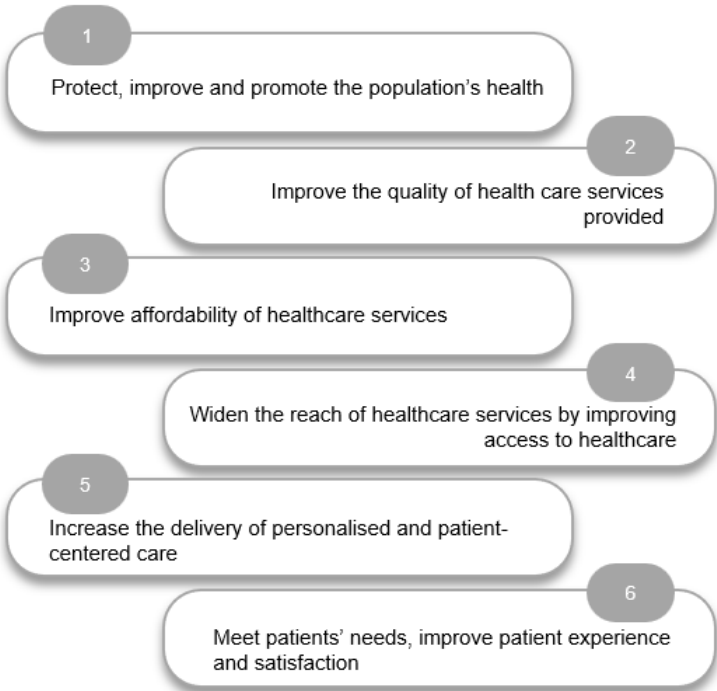 1
Protect, improve and promote the population’s health
2
Improve the quality of health care services
provided
3
Improve affordability of healthcare services
4
Widen the reach of healthcare services by improving
access to healthcare
5
Increase the delivery of personalised and patient-
centered care
6
Meet patients’ needs, improve patient experience
and satisfaction